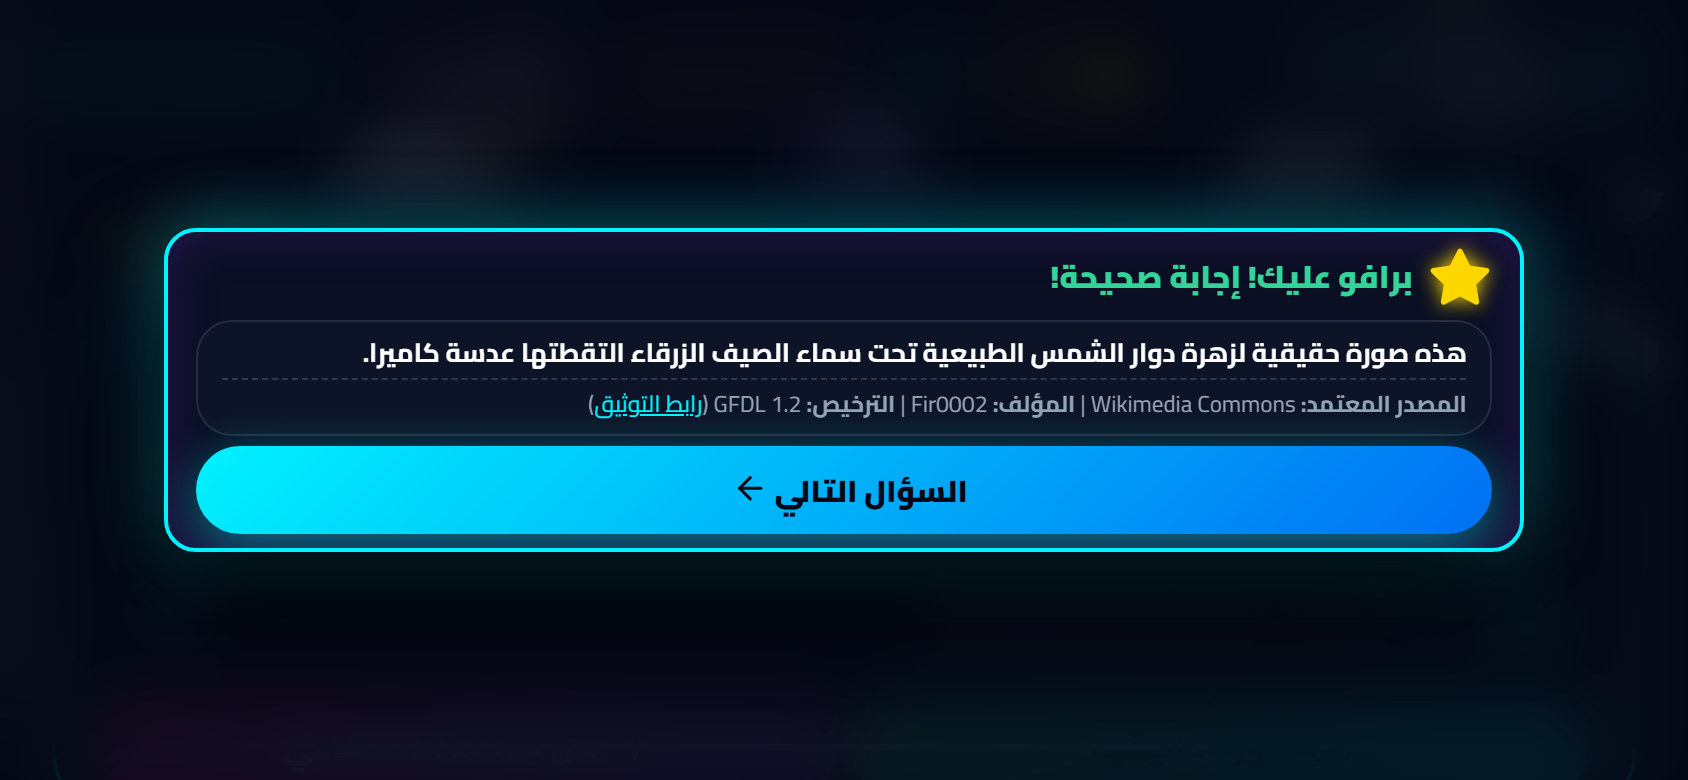 برافو عليك! إجابة صحيحة!
هذه صورة حقيقية لزهرة دوار الشمس الطبيعية تحت سماء الصيف الزرقاء التقطتها عدسة كاميرا.
المصدر المعتمد: Wikimedia Commons | المؤلف: Fir0002 | الترخيص: GFDL 1.2 (رابط التوثيق)
السؤال التالي ←